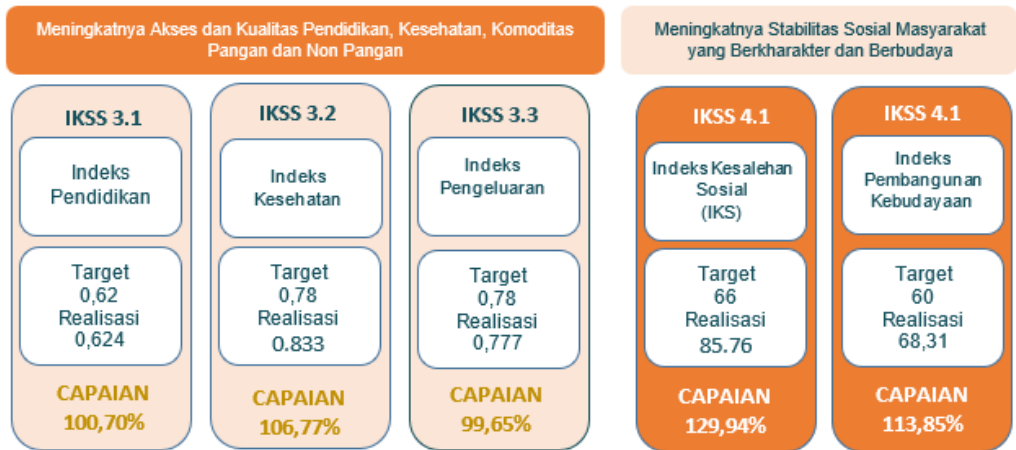 Meningkatnya Akses dan Kualitas Pendidikan, Kesehatan, Komoditas
Pangan dan Non Pangan
IKSS 3.1
Indeks
Pendidikan
Target
0,62
Realisasi
0,624
CAPAIAN
100,70%
IKSS 3.2
Indeks
Kesehatan
Target
0,78
Realisasi
0.833
CAPAIAN
106,77%
IKSS 3.3
Indeks
Pengeluaran
Target
0,78
Realisasi
0,777
CAPAIAN
99,65%
Meningkatnya Stabilitas Sosial Masyarakat
yang Berkharakter dan Berbudaya
IKSS 4.1
Indeks Kesalehan
Sosial
(IKS)
Target
66
Realisasi
85.76
CAPAIAN
129,94%
IKSS 4.1
Indeks
Pembangunan
Kebudayaan
Target
60
Realisasi
68,31
CAPAIAN
113,85%